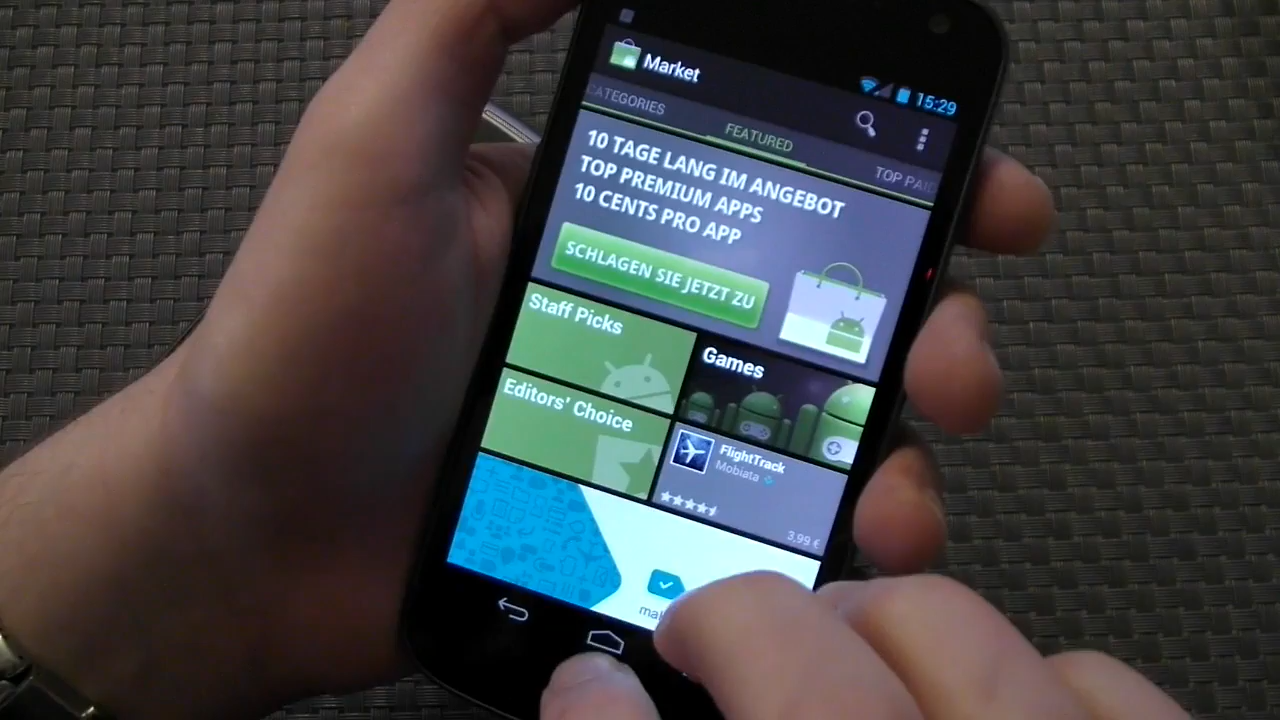 Market
15:29
CATEGORIES
FEATURED
TOP PAID
10 TAGE LANG IM ANGEBOT
TOP PREMIUM APPS
10 CENTS PRO APP
SCHLAGEN SIE JETZT ZU
Staff Picks
Games
Editors' Choice
FlightTrack
Mobiata
3,99 €